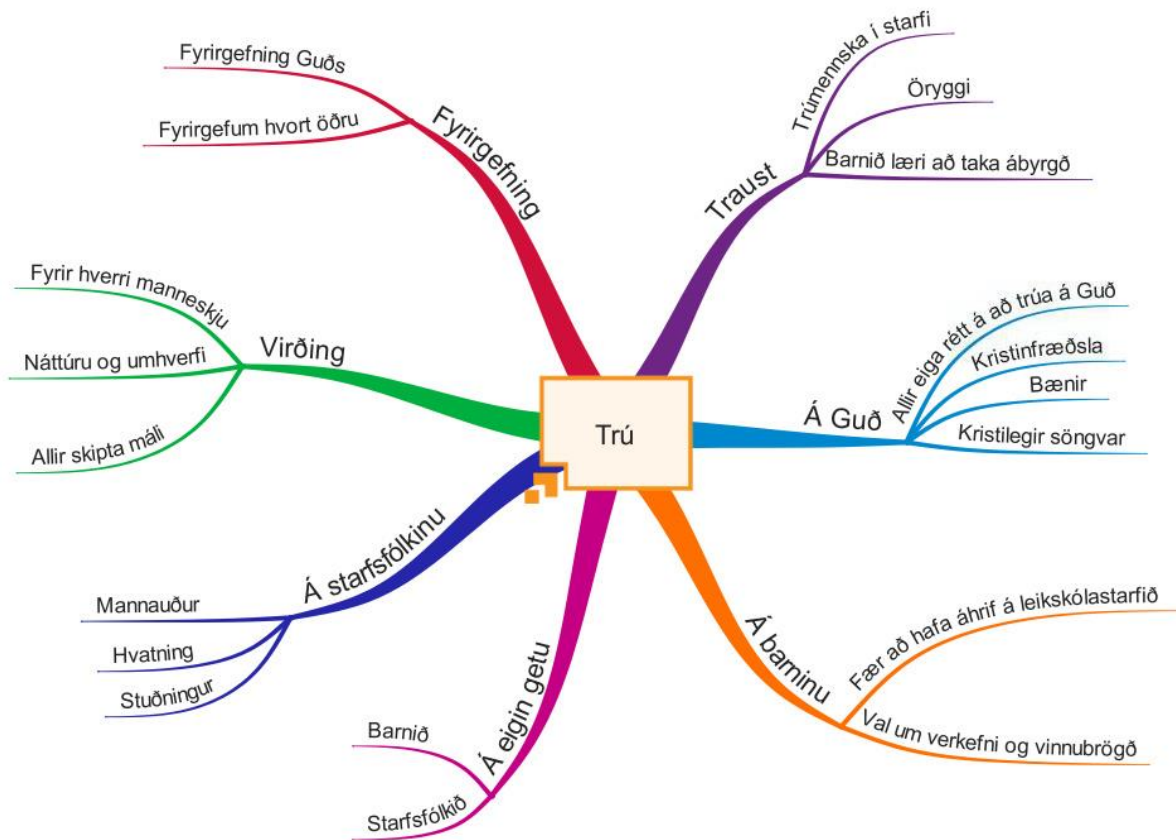 Trú
Fyrirgefning
Fyrirgefning Guðs
Fyrirgefum hvort öðru
Traust
Trúmennska í starfi
Öryggi
Barnið læri að taka ábyrgð
Virðing
Fyrir hverri manneskju
Náttúru og umhverfi
Allir skipta máli
Á Guð
Allir eiga rétt á að trúa á Guð
Kristinfræðsla
Bænir
Kristilegir söngvar
Á starfsfólkinu
Mannauður
Hvatning
Stuðningur
Á eigin getu
Barnið
Starfsfólkið
Á barninu
Fær að hafa áhrif á leikskólastarfið
Val um verkefni og vinnubrögð